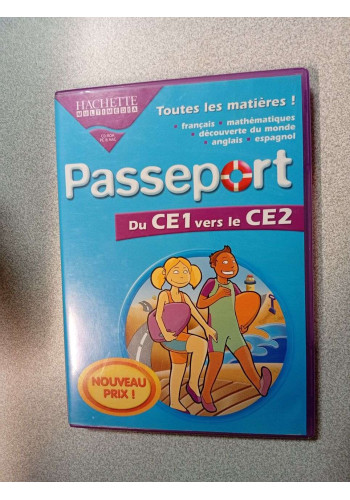 HACHETTE
MULTIMEDIA
Toutes les matières !
• français • mathématiques
• découverte du monde
• anglais • espagnol
Passeport
Du CE1 vers le CE2
NOUVEAU
PRIX !